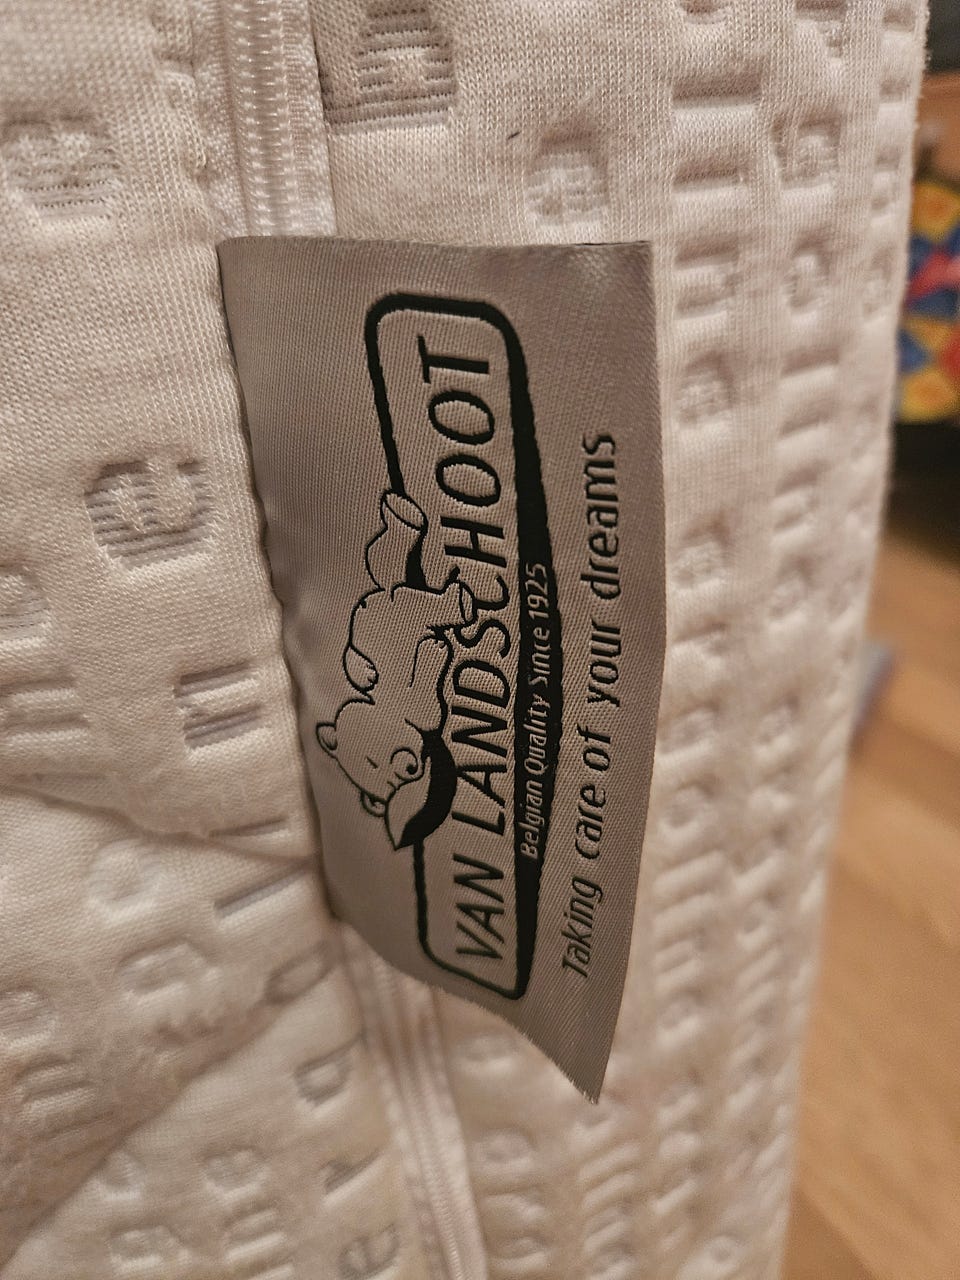 VAN LANDSCHOOT
Belgian Quality Since 1925
Taking care of your dreams